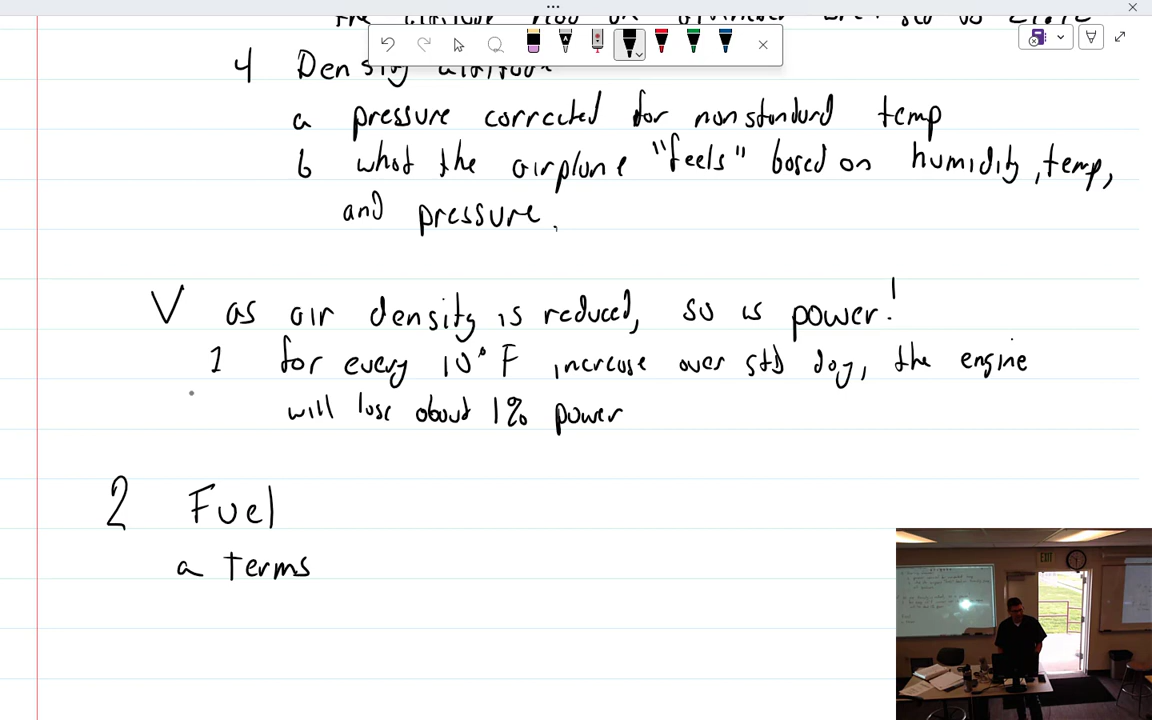 4 Density altitude
a pressure corrected for nonstandard temp
b what the airplane "feels" based on humidity, temp,
and pressure.
V as air density is reduced, so is power!
1 for every 10° F increase over std day, the engine
will lose about 1% power
2 Fuel
a terms
EXIT